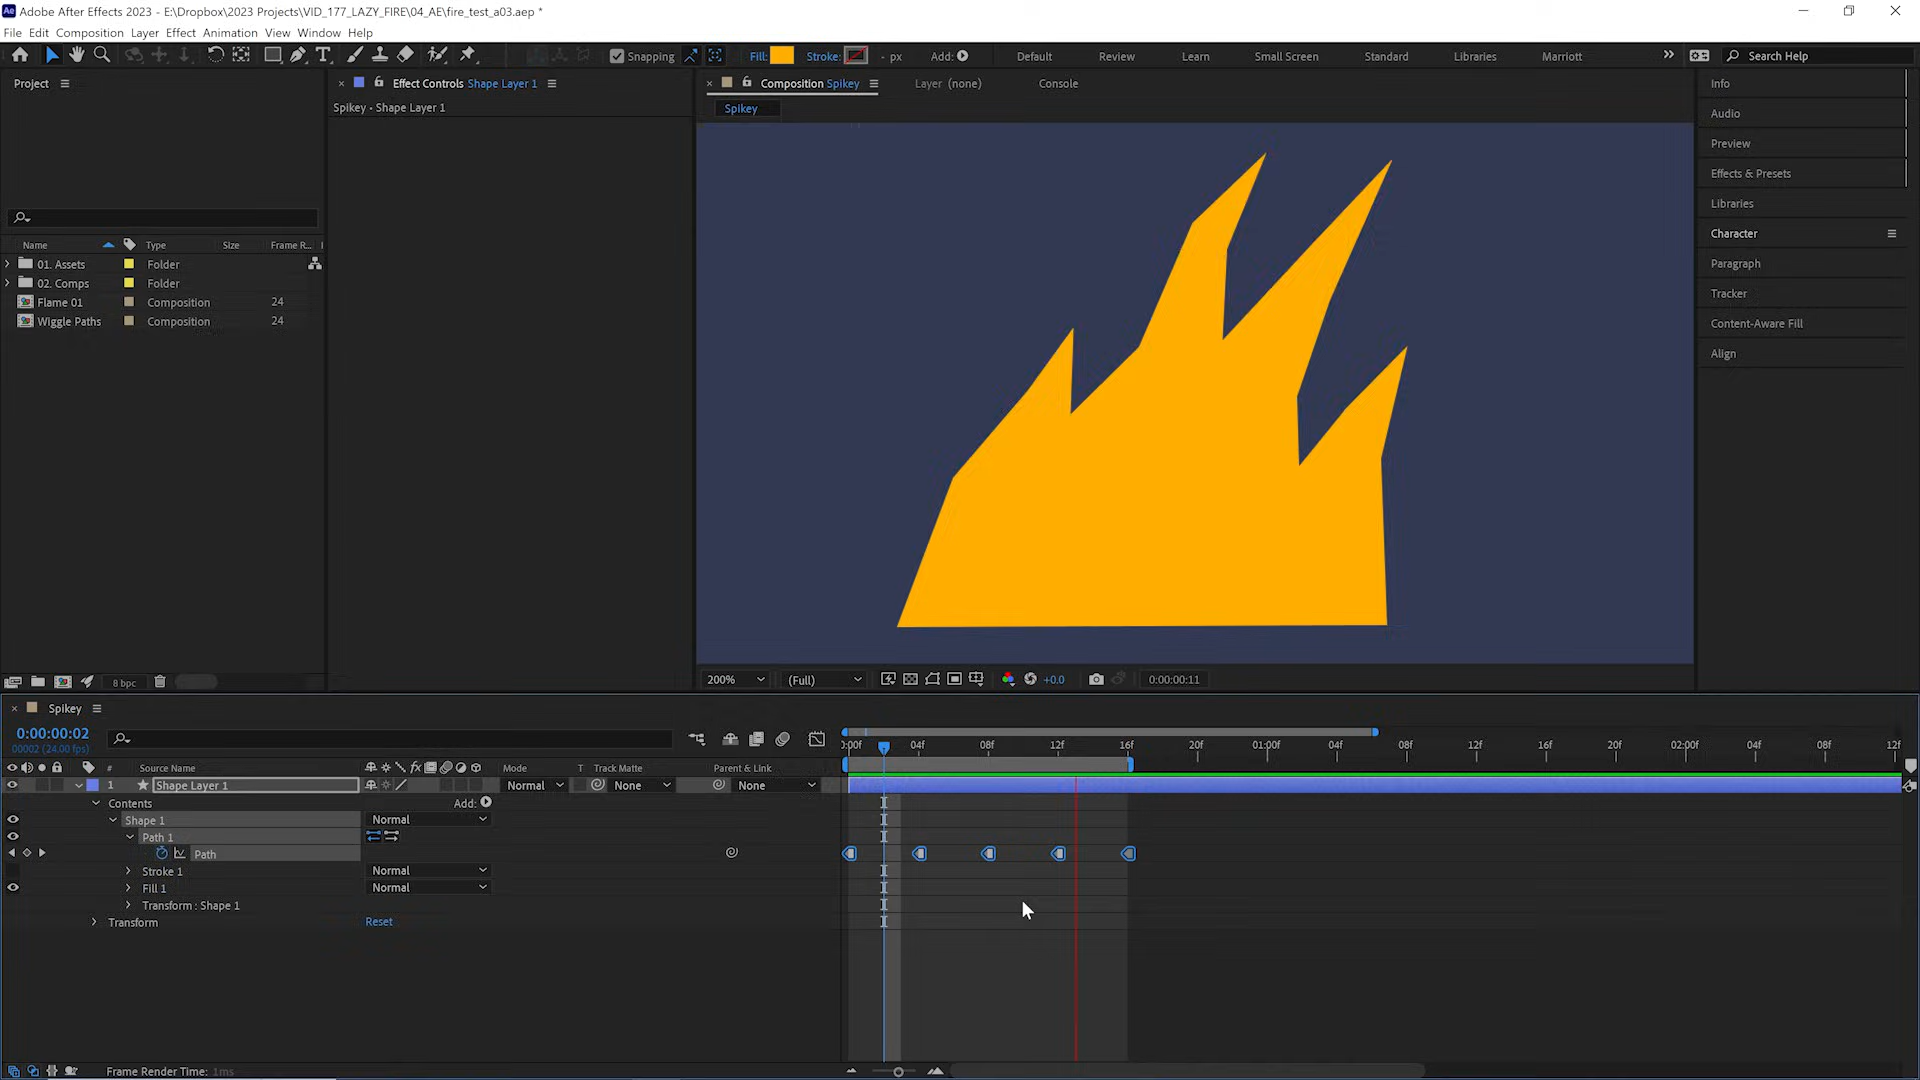 Adobe After Effects 2023 - E:\Dropbox\2023 Projects\VID_177_LAZY_FIRE\04_AE\fire_test_a03.aep *
File Edit Composition Layer Effect Animation View Window Help
Snapping Fill: Stroke: - px Add: Default Review Learn Small Screen Standard Libraries Marriott Search Help
Project Effect Controls Shape Layer 1 Composition Spikey Layer (none) Console Info
Spikey - Shape Layer 1 Spikey
Audio
Preview
Effects & Presets
Libraries
Character
Paragraph
Tracker
Content-Aware Fill
Align
Name Type Size Frame R...
01. Assets Folder
02. Comps Folder
Flame 01 Composition 24
Wiggle Paths Composition 24
8 bpc 200% (Full) +0.0 0:00:00:11
Spikey
0:00:00:02
00002 (24.00 fps)
):00f 04f 08f 12f 16f 20f 01:00f 04f 08f 12f 16f 20f 02:00f 04f 08f 12f
# Source Name Mode T Track Matte Parent & Link
1 Shape Layer 1 Normal None None
Contents Add:
Shape 1 Normal
Path 1
Path
Stroke 1 Normal
Fill 1 Normal
Transform : Shape 1
Transform Reset
Frame Render Time: 1ms